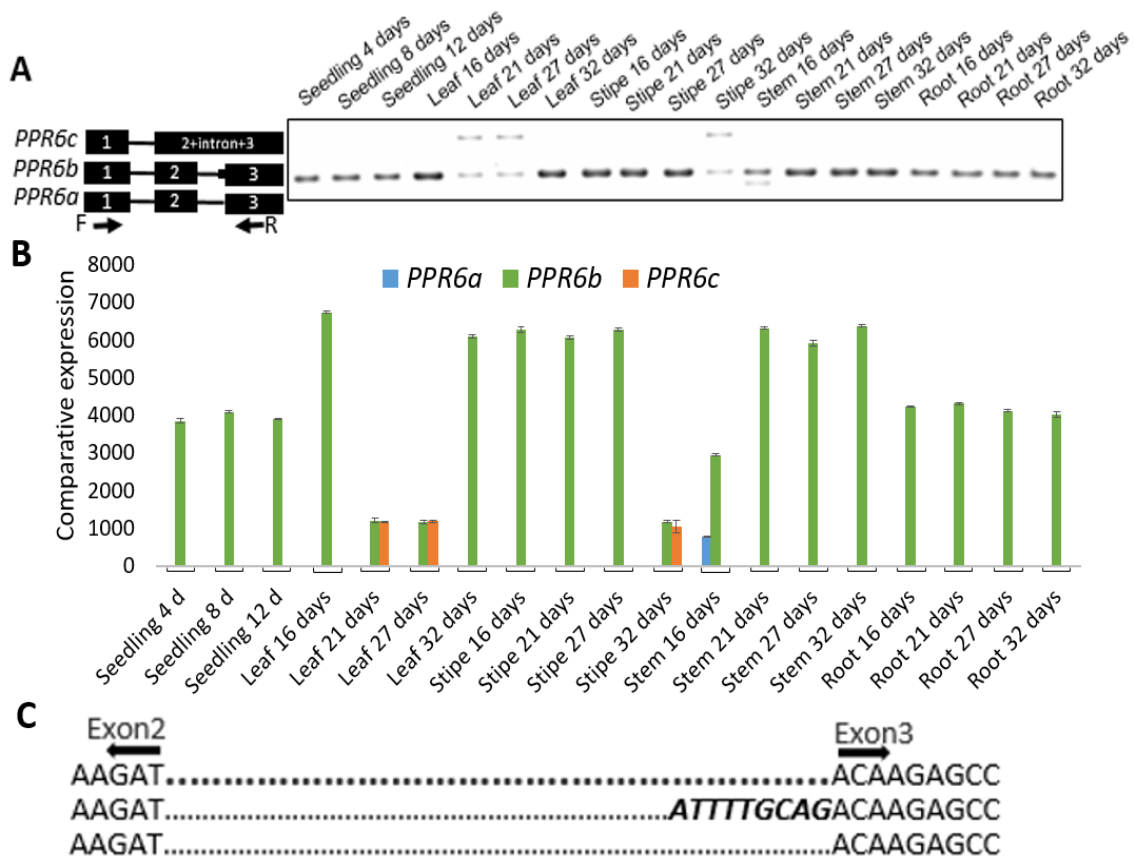 A
Seedling 4 days
Seedling 8 days
Seedling 12 days
Leaf 16 days
Leaf 21 days
Leaf 27 days
Leaf 32 days
Stipe 16 days
Stipe 21 days
Stipe 27 days
Stipe 32 days
Stem 16 days
Stem 21 days
Stem 27 days
Stem 32 days
Root 16 days
Root 21 days
Root 27 days
Root 32 days
PPR6c 1 2+intron+3
PPR6b 1 2 3
PPR6a 1 2 3
F R
B
PPR6a PPR6b PPR6c
Comparative expression
8000
7000
6000
5000
4000
3000
2000
1000
0
Seedling 4 d
Seedling 8 d
Seedling 12 d
Leaf 16 days
Leaf 21 days
Leaf 27 days
Leaf 32 days
Stipe 16 days
Stipe 21 days
Stipe 27 days
Stipe 32 days
Stem 16 days
Stem 21 days
Stem 27 days
Stem 32 days
Root 16 days
Root 21 days
Root 27 days
Root 32 days
C
Exon2 Exon3
AAGAT................................................................ACAAGAGCC
AAGAT................................................ATTTTGCAGACAAGAGCC
AAGAT................................................................ACAAGAGCC